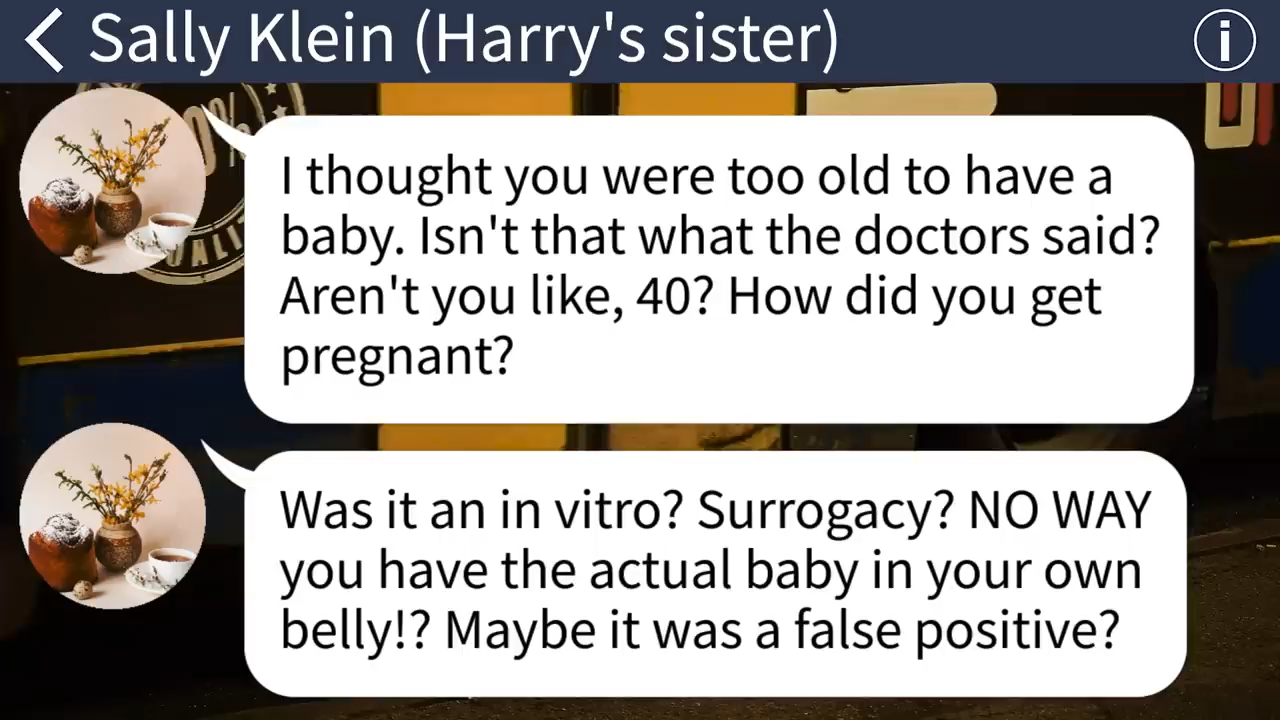 Sally Klein (Harry's sister)
i
I thought you were too old to have a
baby. Isn't that what the doctors said?
Aren't you like, 40? How did you get
pregnant?
Was it an in vitro? Surrogacy? NO WAY
you have the actual baby in your own
belly!? Maybe it was a false positive?